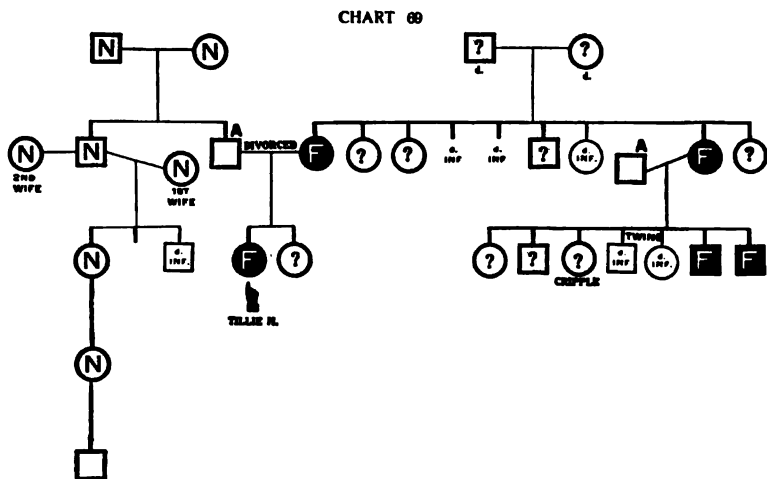 CHART 69
N N ? ?
d. d.
A
N N N DIVORCED F ? ? d. INF d. INF ? d. INF. A F ?
2ND WIFE
1ST WIFE
N d. INF. F ? ? ? ? TWINS d. INF d. INF. F F
CRIPPLE
TILLIE N.
N